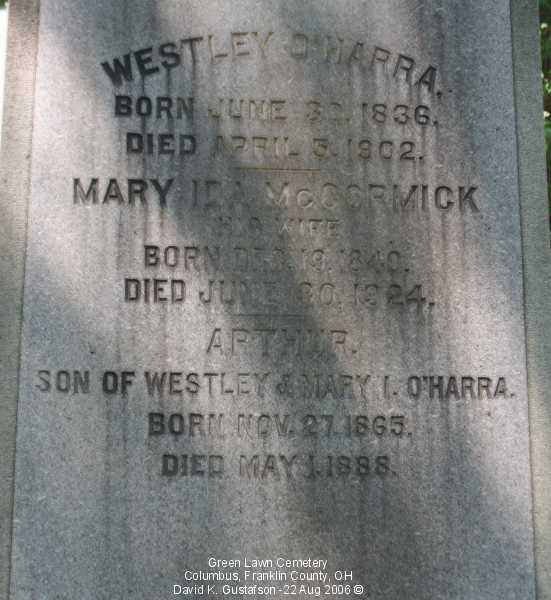 WESTLEY O'HARRA,
BORN JUNE 30, 1836.
DIED APRIL 5, 1902.
MARY IDA McCORMICK
HIS WIFE
BORN DEC. 19, 1840.
DIED JUNE 30, 1924.
ARTHUR.
SON OF WESTLEY & MARY I. O'HARRA.
BORN NOV. 27. 1865.
DIED MAY 1. 1888.
Green Lawn Cemetery
Columbus, Franklin County, OH
David K. Gustafson - 22 Aug 2006 ©